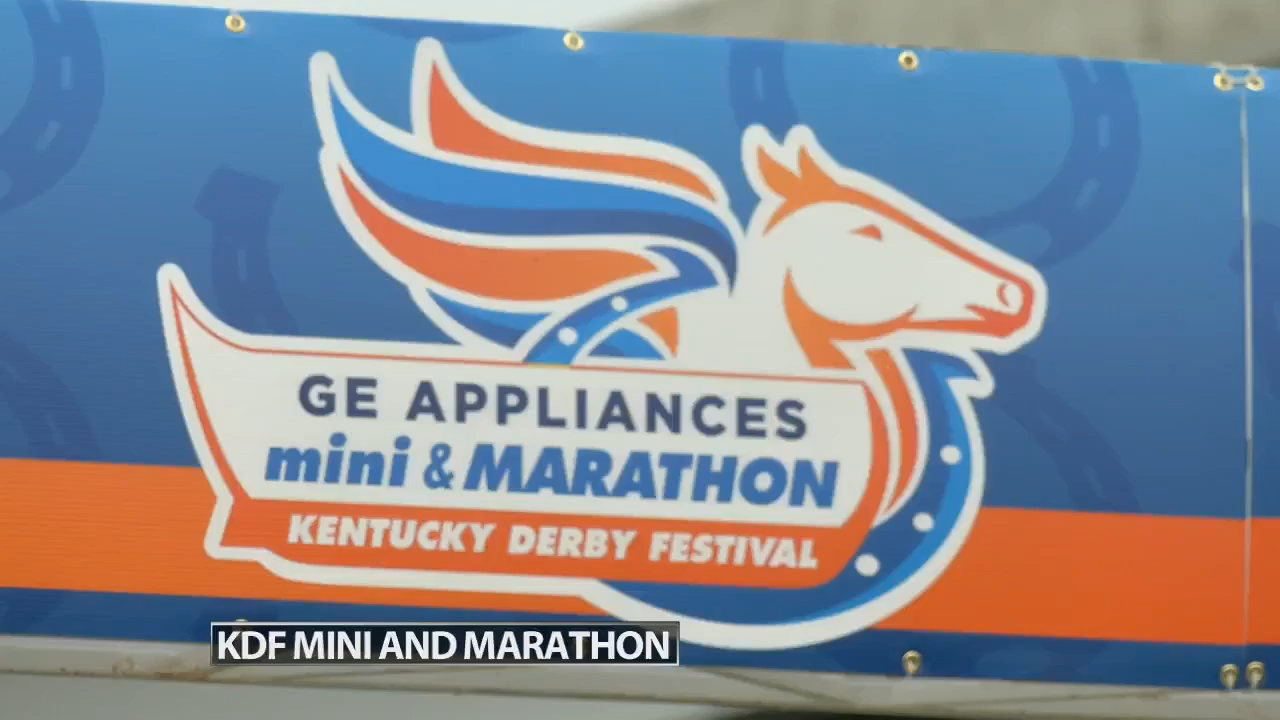 GE APPLIANCES
mini & MARATHON
KENTUCKY DERBY FESTIVAL
KDF MINI AND MARATHON